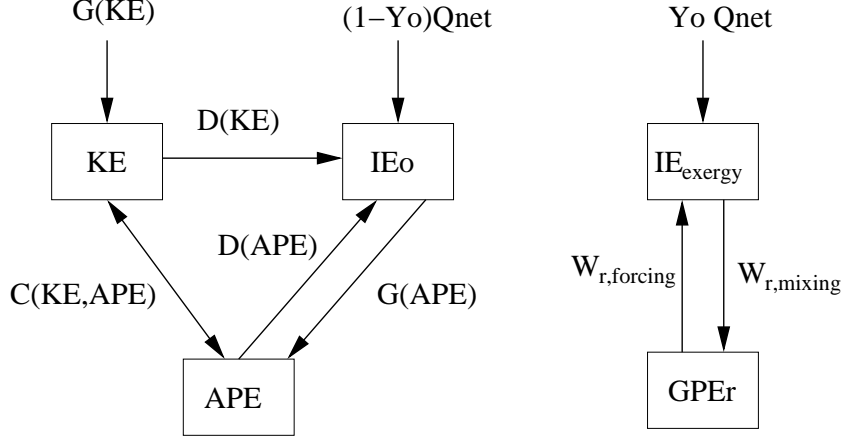 G(KE)
(1–Yo)Qnet
Yo Qnet
D(KE)
KE
IEo
IEexergy
D(APE)
C(KE,APE)
G(APE)
Wr,forcing
Wr,mixing
APE
GPEr